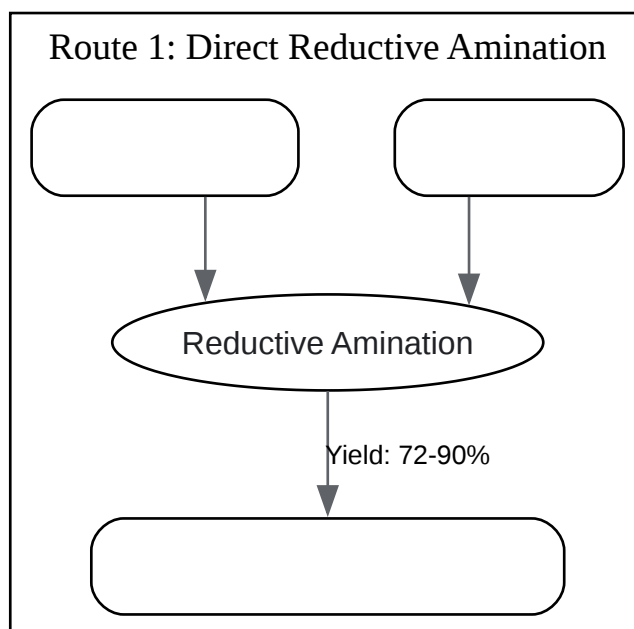 Route 1: Direct Reductive Amination
Reductive Amination
Yield: 72-90%